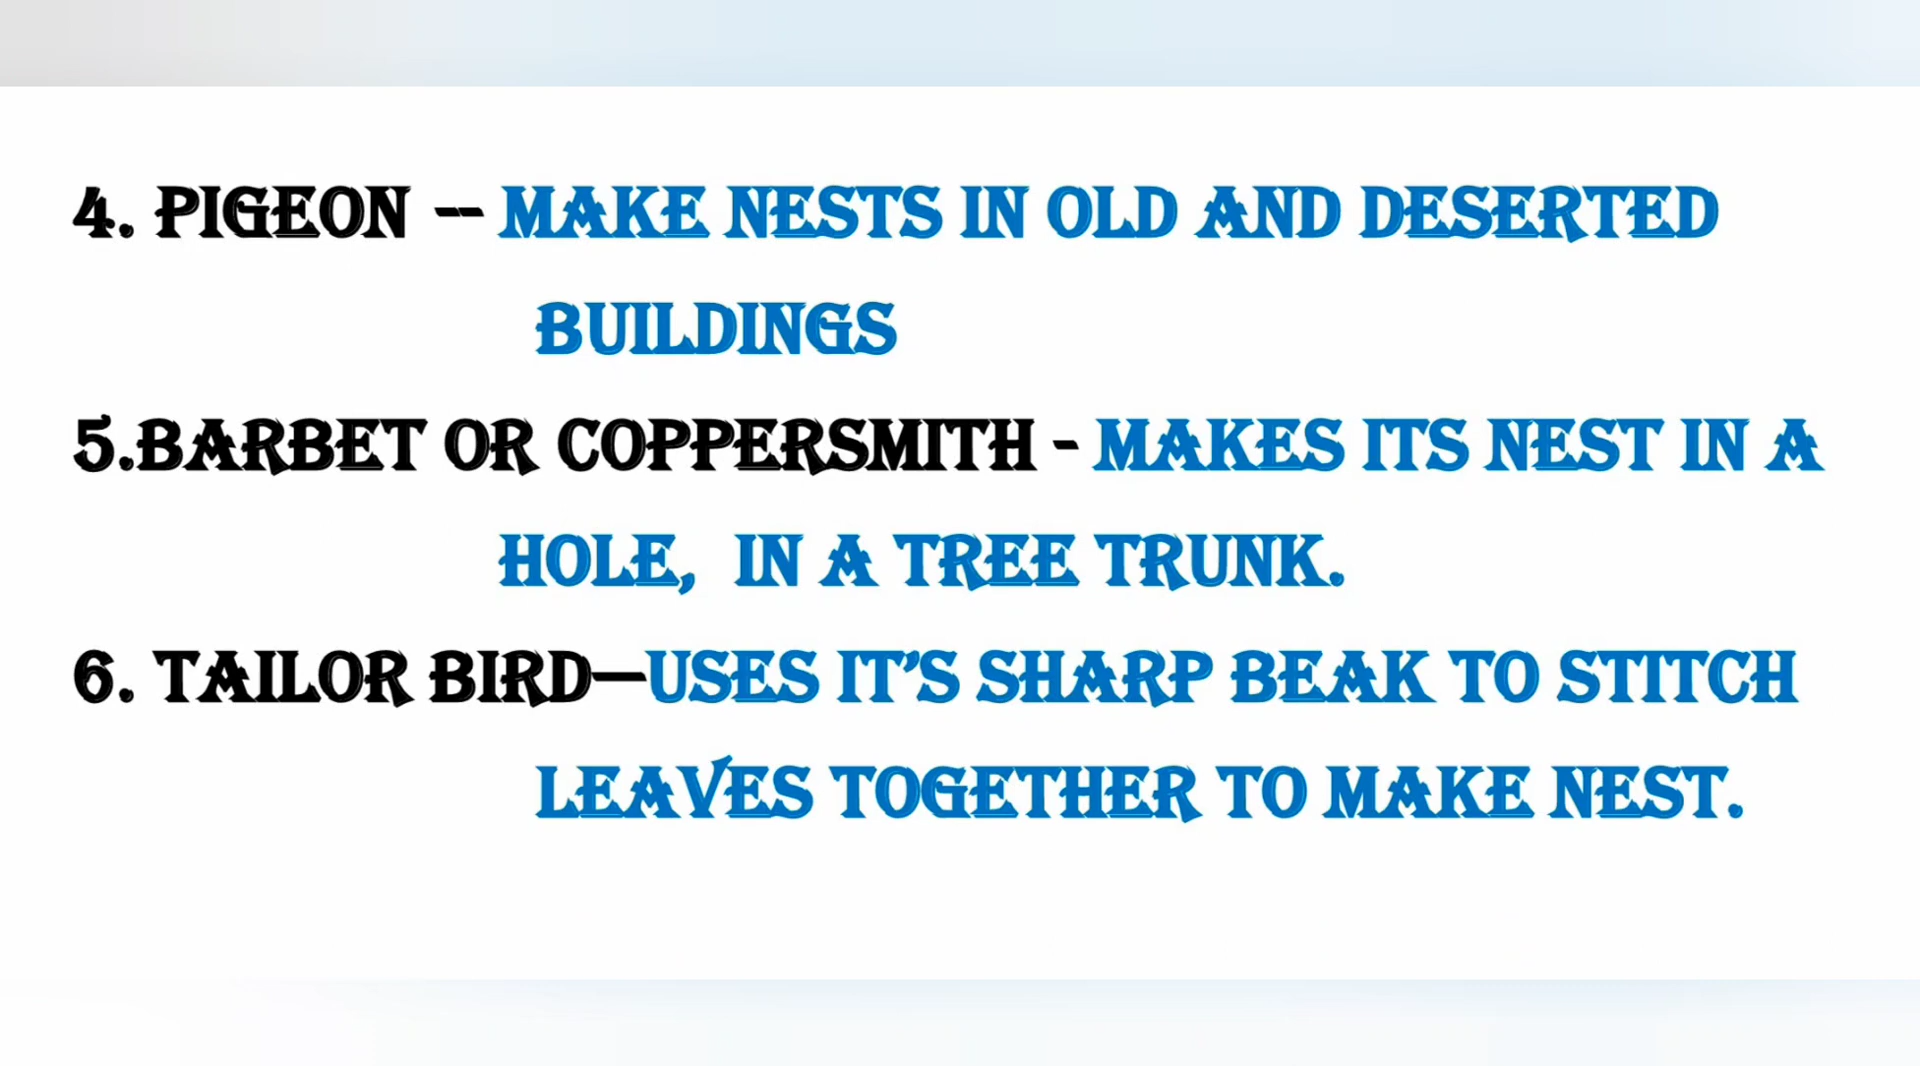 4. PIGEON -- MAKE NESTS IN OLD AND DESERTED
BUILDINGS
5.BARBET OR COPPERSMITH - MAKES ITS NEST IN A
HOLE, IN A TREE TRUNK.
6. TAILOR BIRD—USES IT’S SHARP BEAK TO STITCH
LEAVES TOGETHER TO MAKE NEST.